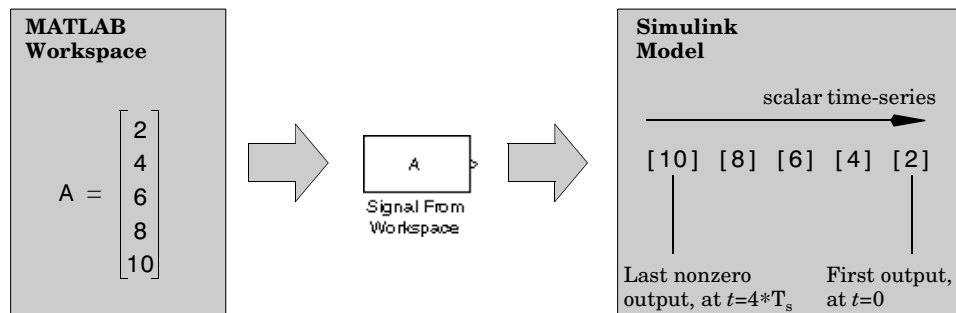 MATLAB
Workspace
A =
2
4
6
8
10
A
Signal From
Workspace
Simulink
Model
scalar time-series
[10] [8] [6] [4] [2]
Last nonzero
output, at t=4*Ts
First output,
at t=0